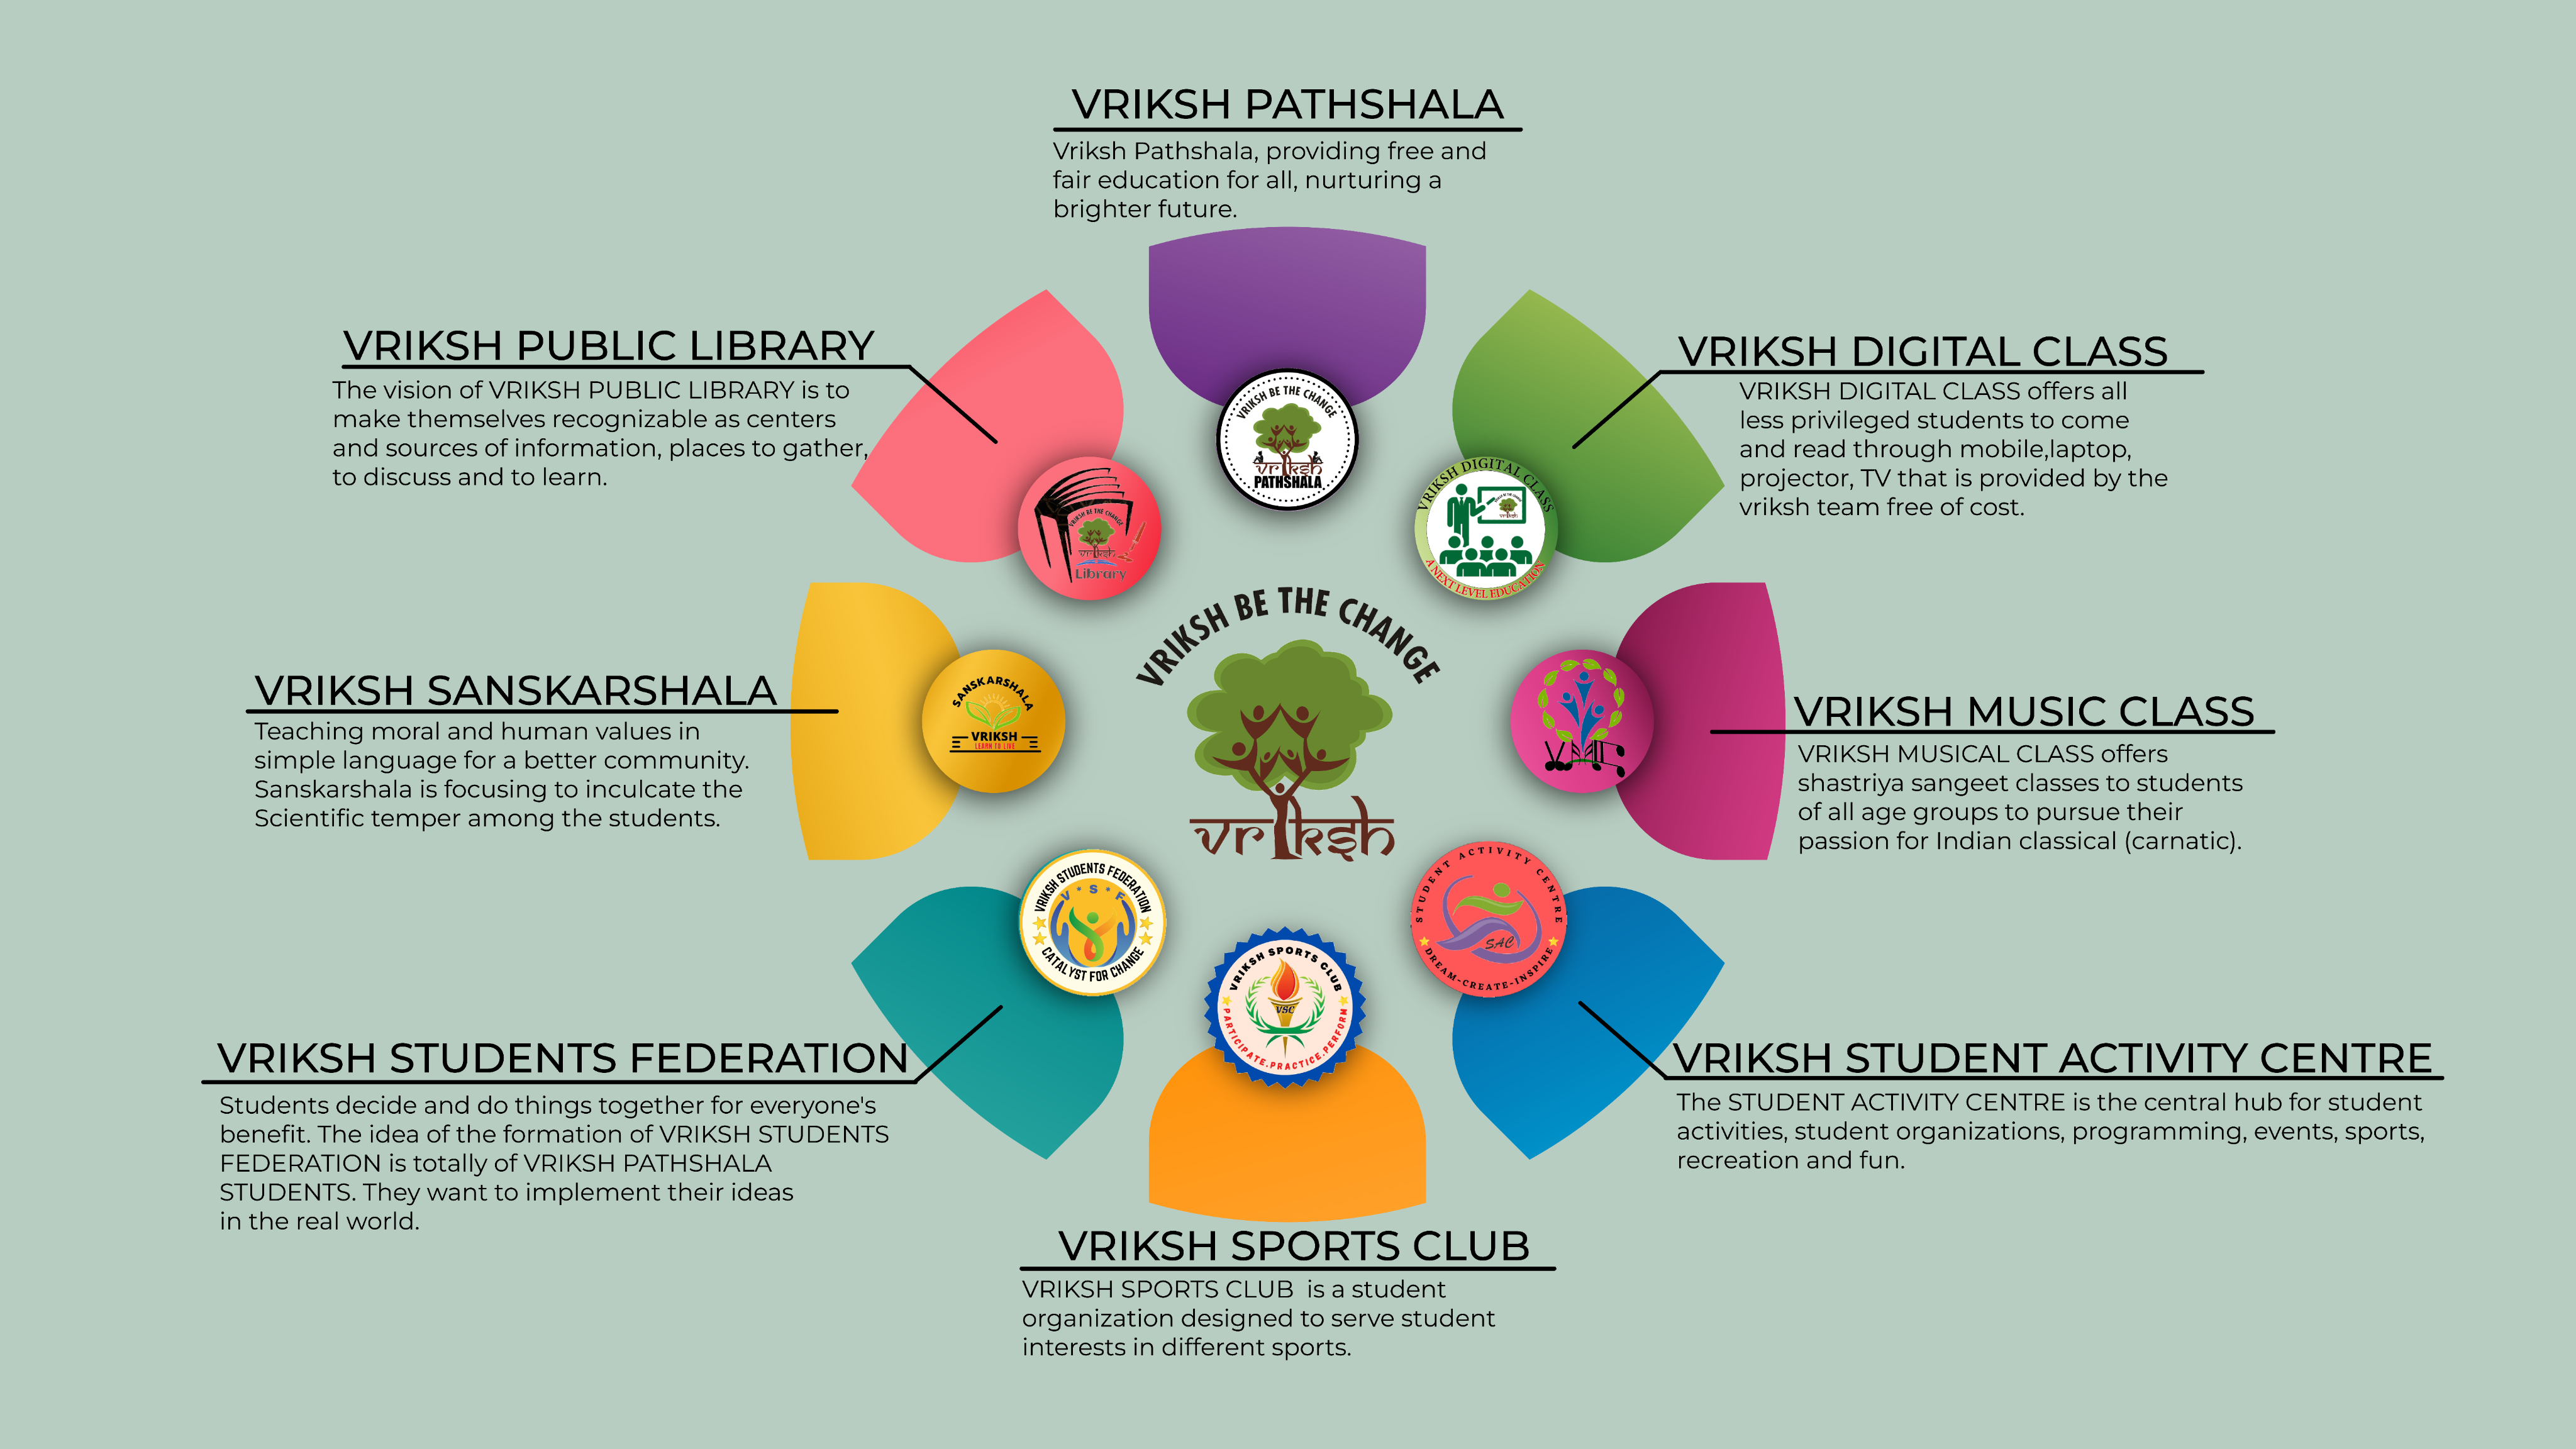 VRIKSH PATHSHALA
Vriksh Pathshala, providing free and
fair education for all, nurturing a
brighter future.
VRIKSH PUBLIC LIBRARY
The vision of VRIKSH PUBLIC LIBRARY is to
make themselves recognizable as centers
and sources of information, places to gather,
to discuss and to learn.
VRIKSH DIGITAL CLASS
VRIKSH DIGITAL CLASS offers all
less privileged students to come
and read through mobile,laptop,
projector, TV that is provided by the
vriksh team free of cost.
VRIKSH BE THE CHANGE
vriksh
PATHSHALA
VRIKSH BE THE CHANGE
vriksh
Library
VRIKSH DIGITAL CLASS
vriksh
A NEXT LEVEL EDUCATION
VRIKSH BE THE CHANGE
vriksh
VRIKSH SANSKARSHALA
Teaching moral and human values in
simple language for a better community.
Sanskarshala is focusing to inculcate the
Scientific temper among the students.
SANSKARSHALA
VRIKSH
LEARN TO LIVE
VRIKSH MUSIC CLASS
VRIKSH MUSICAL CLASS offers
shastriya sangeet classes to students
of all age groups to pursue their
passion for Indian classical (carnatic).
VRIKSH STUDENTS FEDERATION
V * S * F
CATALYST FOR CHANGE
STUDENT ACTIVITY CENTRE
SAC
DREAM-CREATE-INSPIRE
VRIKSH SPORTS CLUB
VSC
PARTICIPATE.PRACTICE.PERFORM
VRIKSH STUDENTS FEDERATION
Students decide and do things together for everyone's
benefit. The idea of the formation of VRIKSH STUDENTS
FEDERATION is totally of VRIKSH PATHSHALA
STUDENTS. They want to implement their ideas
in the real world.
VRIKSH STUDENT ACTIVITY CENTRE
The STUDENT ACTIVITY CENTRE is the central hub for student
activities, student organizations, programming, events, sports,
recreation and fun.
VRIKSH SPORTS CLUB
VRIKSH SPORTS CLUB  is a student
organization designed to serve student
interests in different sports.